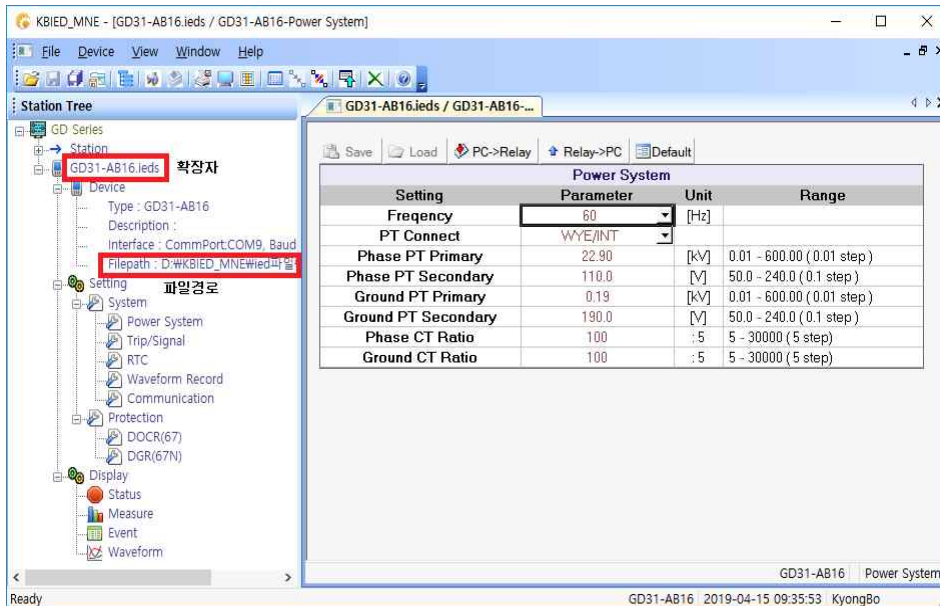 KBIED_MNE - [GD31-AB16.ieds / GD31-AB16-Power System]
File Device View Window Help
Station Tree
GD31-AB16.ieds / GD31-AB16-...
GD Series
Station
GD31-AB16.ieds 확장자
Device
Type : GD31-AB16
Description :
Interface : CommPort:COM9, Baud
Filepath : D:₩KBIED_MNE₩ied파일
파일경로
Setting
System
Power System
Trip/Signal
RTC
Waveform Record
Communication
Protection
DOCR(67)
DGR(67N)
Display
Status
Measure
Event
Waveform
Save Load PC->Relay Relay->PC Default
Power System
Setting Parameter Unit Range
Freqency 60 [Hz]
PT Connect WYE/INT
Phase PT Primary 22.90 [kV] 0.01 - 600.00 ( 0.01 step )
Phase PT Secondary 110.0 [V] 50.0 - 240.0 ( 0.1 step )
Ground PT Primary 0.19 [kV] 0.01 - 600.00 ( 0.01 step )
Ground PT Secondary 190.0 [V] 50.0 - 240.0 ( 0.1 step )
Phase CT Ratio 100 : 5 5 - 30000 ( 5 step)
Ground CT Ratio 100 : 5 5 - 30000 ( 5 step)
GD31-AB16 Power System
Ready GD31-AB16 2019-04-15 09:35:53 KyongBo